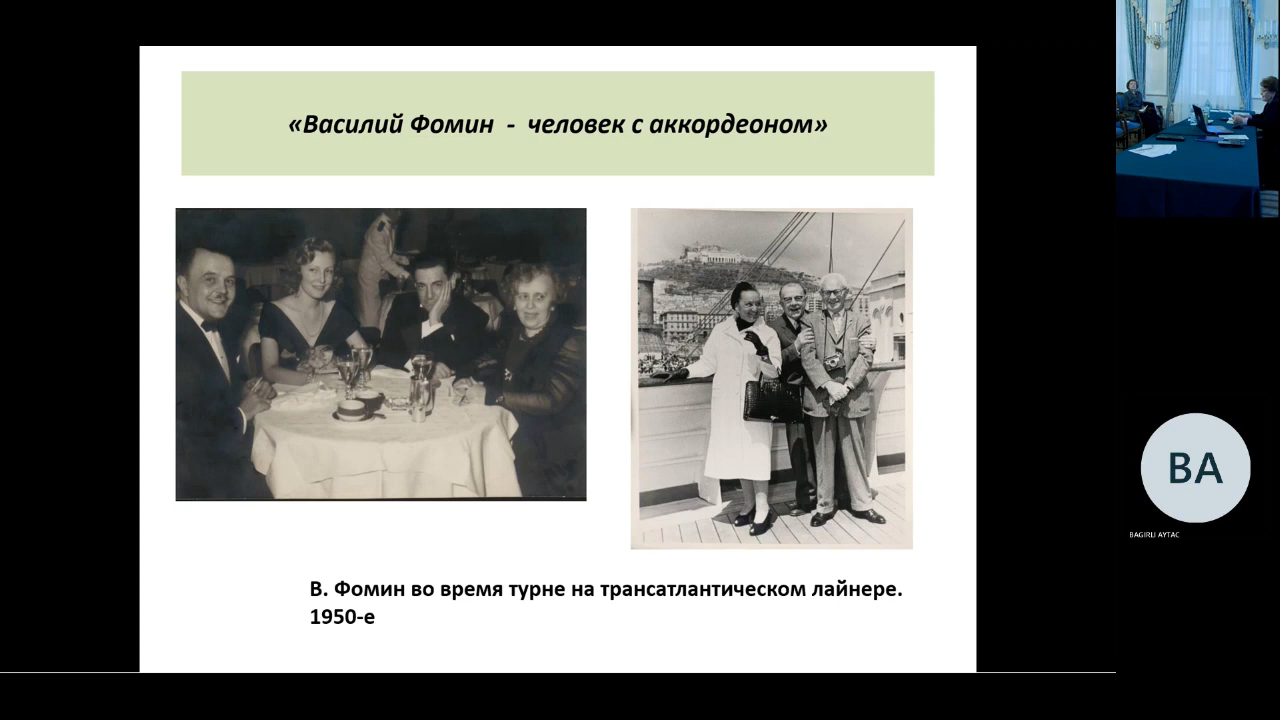 «Василий Фомин - человек с аккордеоном»
В. Фомин во время турне на трансатлантическом лайнере.
1950-е
BA
BAGIRLI AYTAC